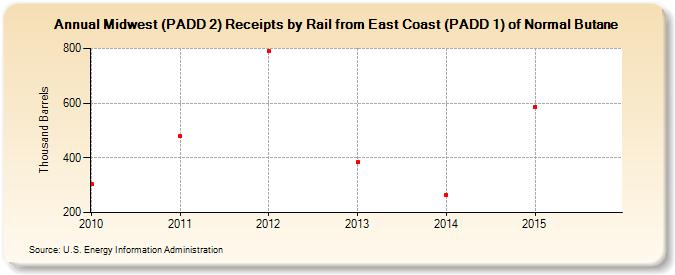 Annual Midwest (PADD 2) Receipts by Rail from East Coast (PADD 1) of Normal Butane
Thousand Barrels
800
600
400
200
2010 2011 2012 2013 2014 2015
Source: U.S. Energy Information Administration